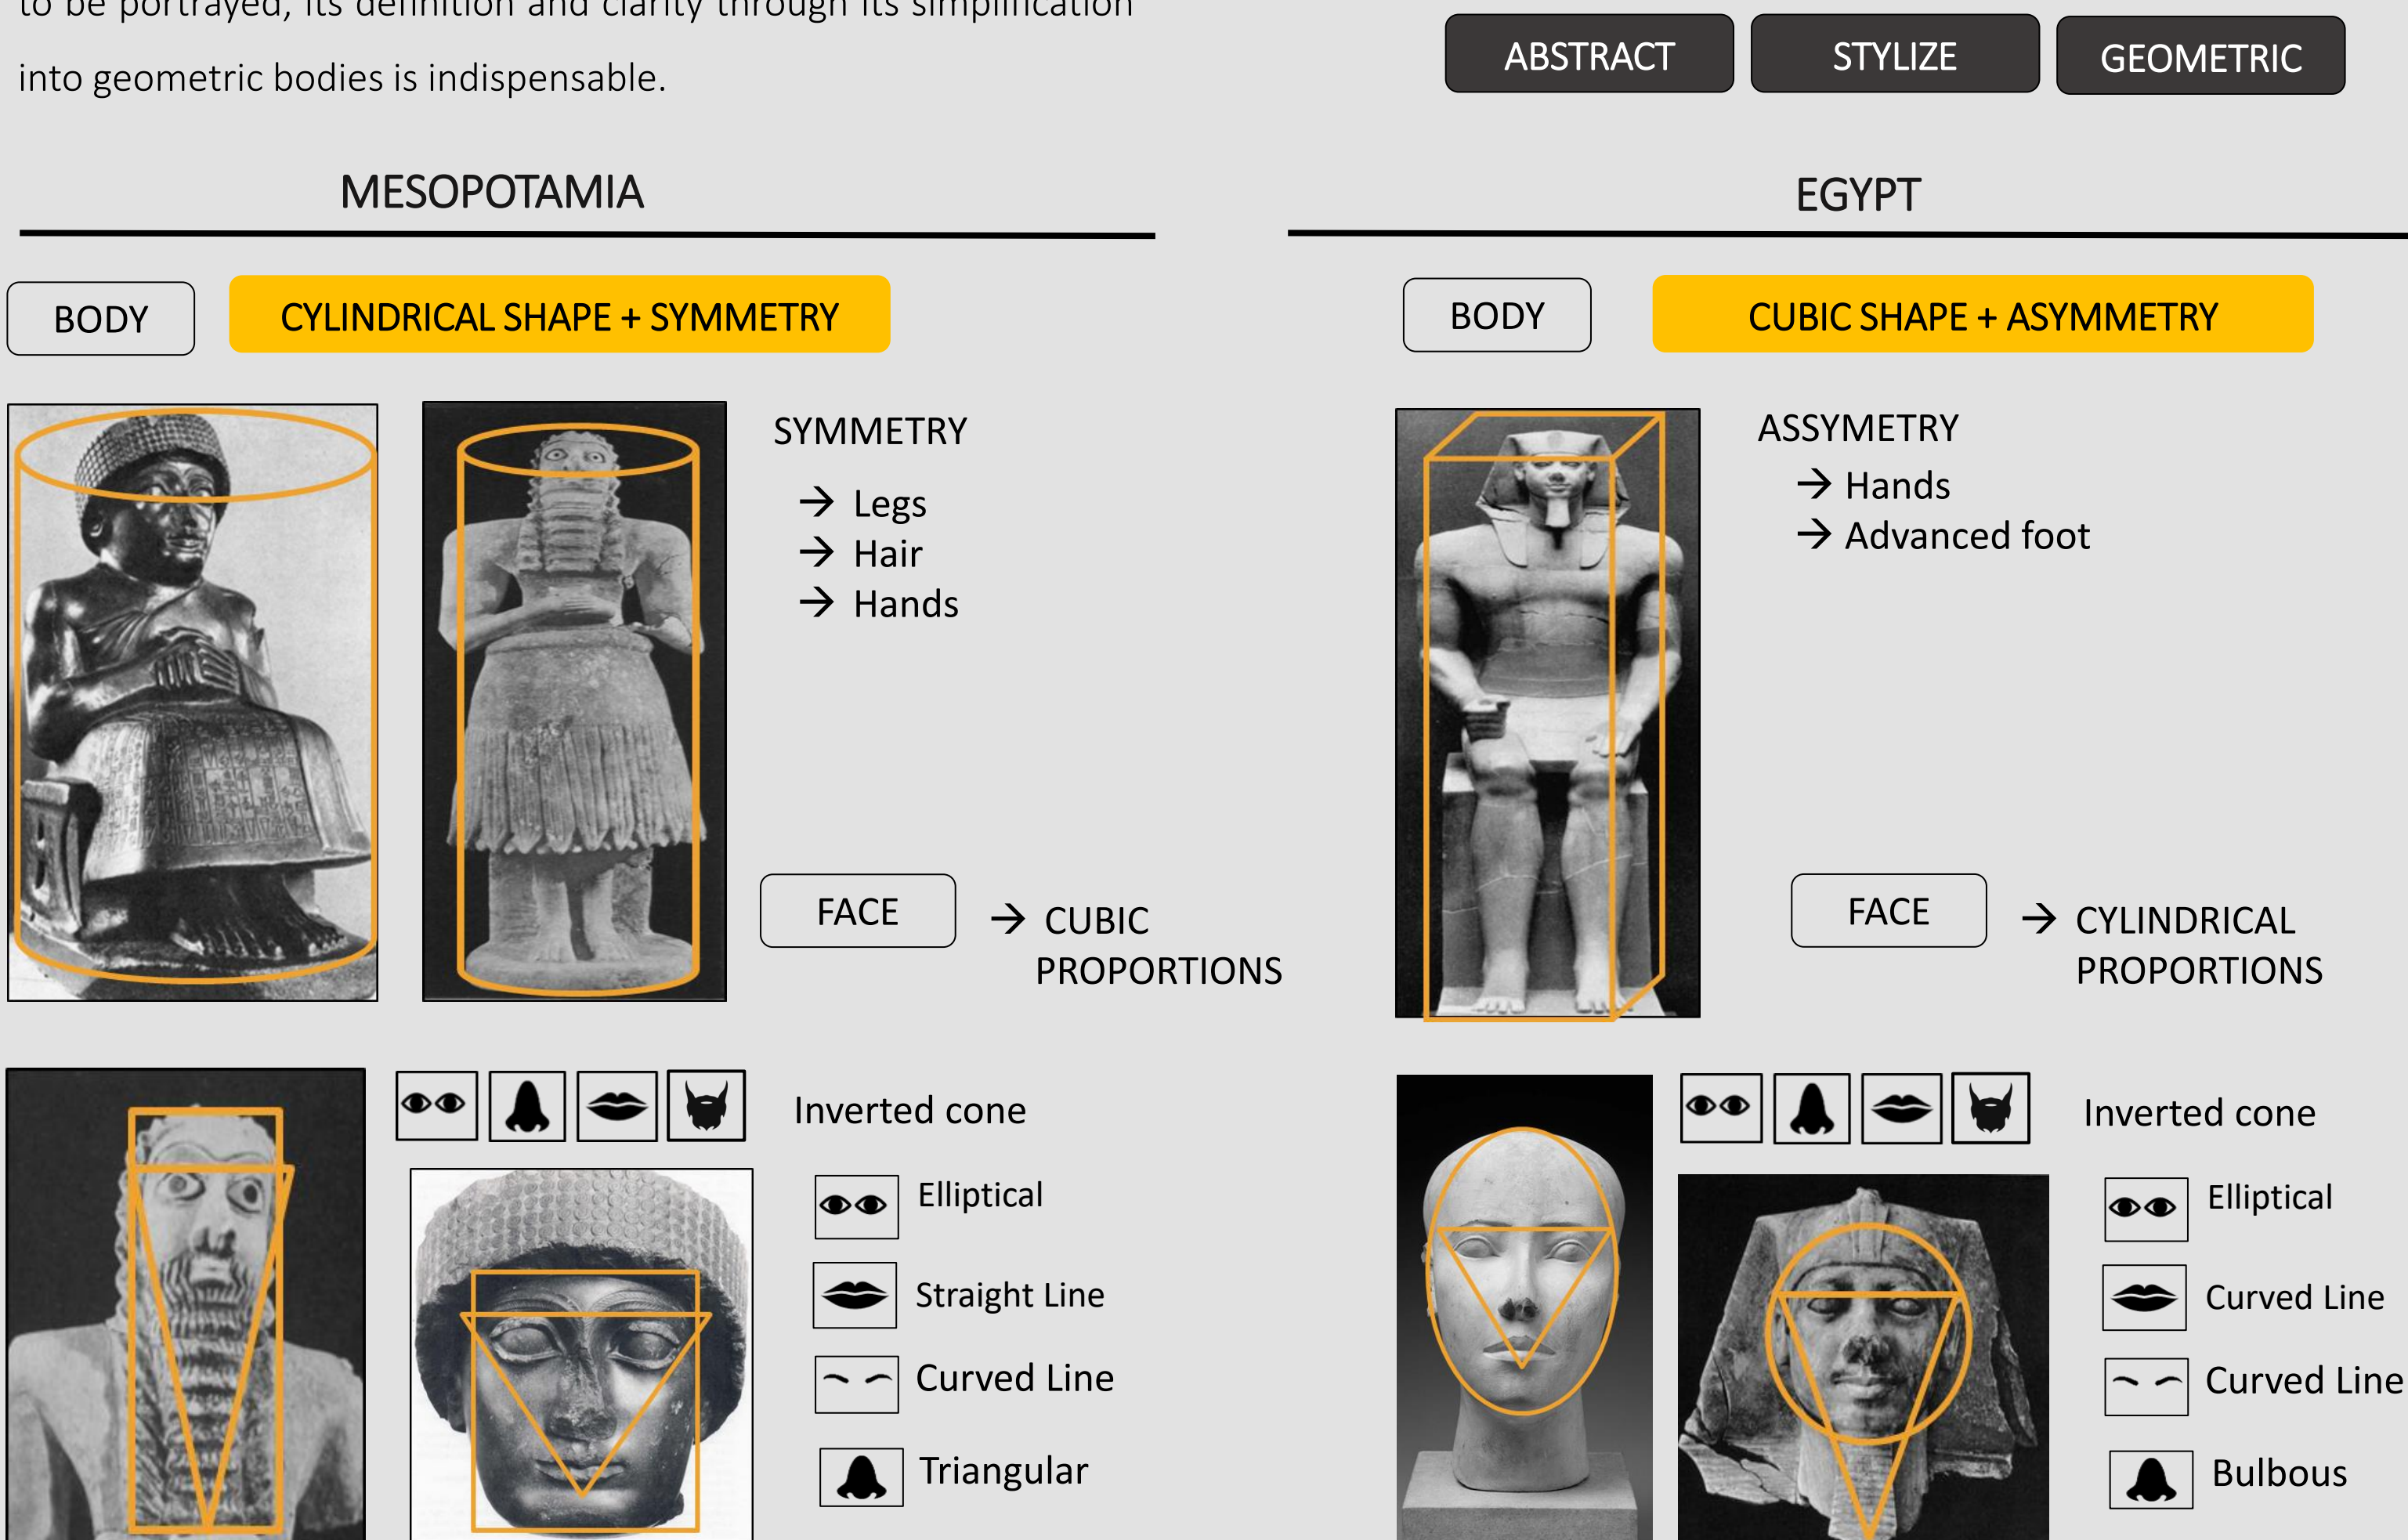 to be portrayed, its definition and clarity through its simplification
into geometric bodies is indispensable.
ABSTRACT
STYLIZE
GEOMETRIC
MESOPOTAMIA
BODY
CYLINDRICAL SHAPE + SYMMETRY
SYMMETRY
→ Legs
→ Hair
→ Hands
FACE
→ CUBIC
PROPORTIONS
Inverted cone
Elliptical
Straight Line
Curved Line
Triangular
EGYPT
BODY
CUBIC SHAPE + ASYMMETRY
ASSYMETRY
→ Hands
→ Advanced foot
FACE
→ CYLINDRICAL
PROPORTIONS
Inverted cone
Elliptical
Curved Line
Curved Line
Bulbous